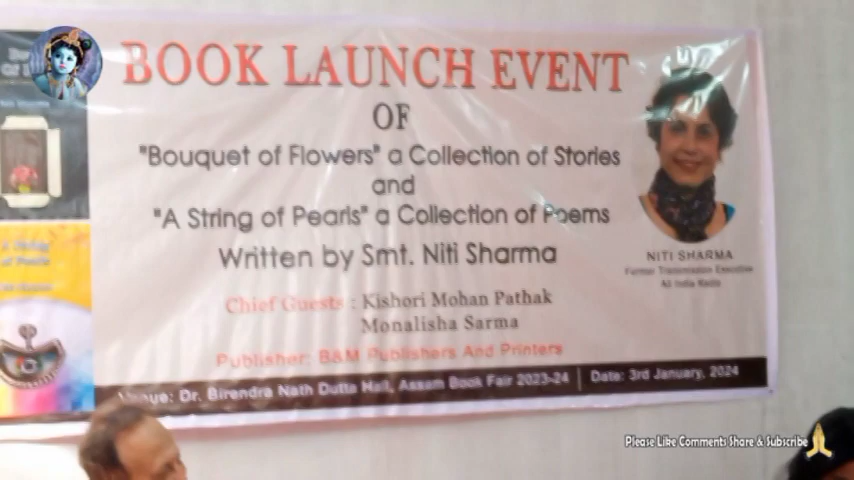 BOOK LAUNCH EVENT
OF
"Bouquet of Flowers" a Collection of Stories
and
"A String of Pearls" a Collection of Poems
Written by Smt. Niti Sharma
Chief Guests : Kishori Mohan Pathak
Monalisha Sarma
Publisher: B&M Publishers And Printers
Venue: Dr. Birendra Nath Dutta Hall, Assam Book Fair 2023-24 | Date: 3rd January, 2024
NITI SHARMA
Former Transmission Executive
All India Radio
A String
of Pearls
Please Like Comments Share & Subscribe